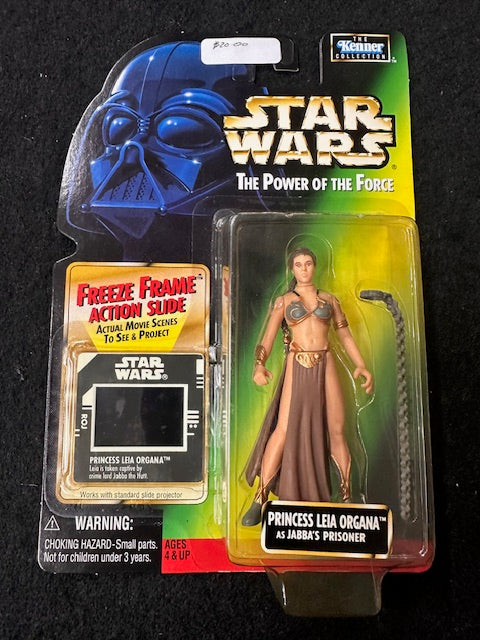 $20.00
THE
Kenner
COLLECTION
STAR
WARS®
THE POWER OF THE FORCE
FREEZE FRAME™
ACTION SLIDE
ACTUAL MOVIE SCENES
TO SEE & PROJECT
STAR
WARS®
ROJ
PRINCESS LEIA ORGANA™
Leia is taken captive by
crime lord Jabba the Hutt.
Works with standard slide projector
WARNING:
CHOKING HAZARD-Small parts.
Not for children under 3 years.
AGES
4 & UP
PRINCESS LEIA ORGANA™
AS JABBA'S PRISONER